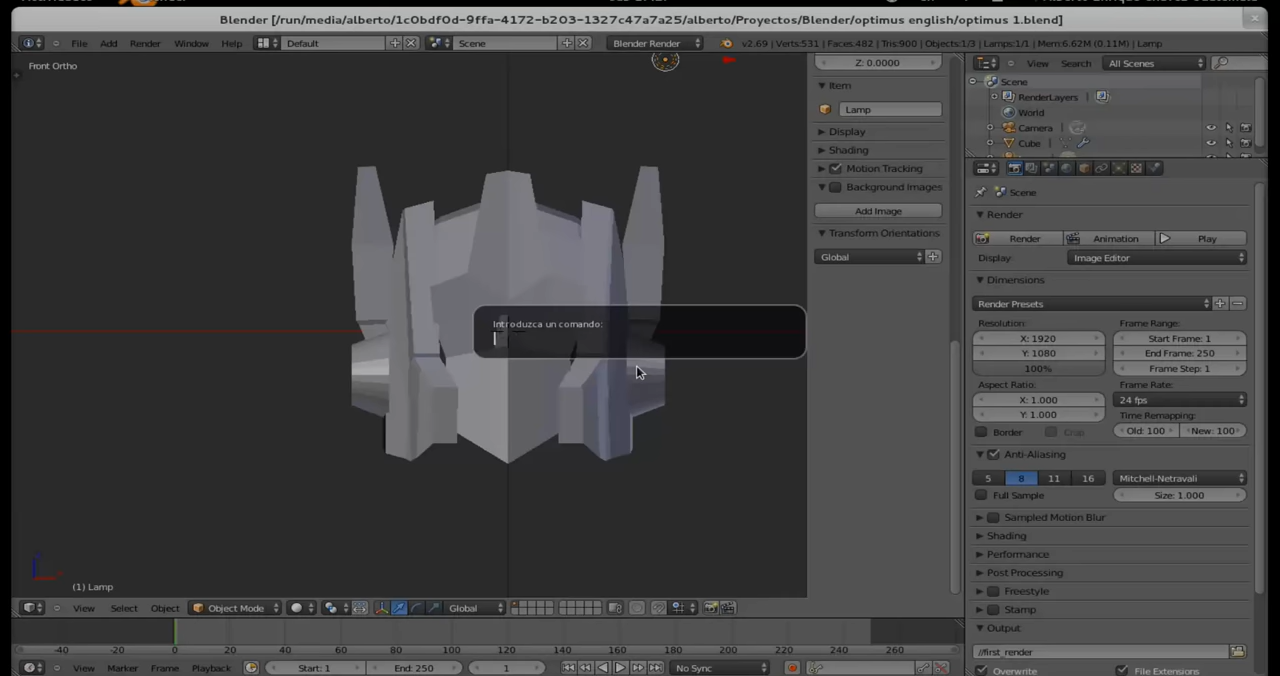 Blender [/run/media/alberto/1c0bdf0d-9ffa-4172-b203-1327c47a7a25/alberto/Proyectos/Blender/optimus english/optimus 1.blend]
File Add Render Window Help Default Scene Blender Render v2.69 | Verts:531 | Faces:482 | Tris:900 | Objects:1/3 | Lamps:1/1 | Mem:6.62M (0.11M) | Lamp
Front Ortho
Z: 0.0000
Item
Lamp
Display
Shading
Motion Tracking
Background Images
Add Image
Transform Orientations
Global
View Search All Scenes
Scene
RenderLayers
World
Camera
Cube
Scene
Render
Render Animation Play
Display: Image Editor
Dimensions
Render Presets
Resolution: Frame Range:
X: 1920 Start Frame: 1
Y: 1080 End Frame: 250
100% Frame Step: 1
Aspect Ratio: Frame Rate:
X: 1.000 24 fps
Y: 1.000 Time Remapping:
Border Crop Old: 100 New: 100
Anti-Aliasing
5 8 11 16 Mitchell-Netravali
Full Sample Size: 1.000
Sampled Motion Blur
Shading
Performance
Post Processing
Freestyle
Stamp
Output
//first_render
Overwrite File Extensions
Introduzca un comando:
(1) Lamp
View Select Object Object Mode Global
-40 -20 0 20 40 60 80 100 120 140 160 180 200 220 240 260
View Marker Frame Playback Start: 1 End: 250 1 No Sync